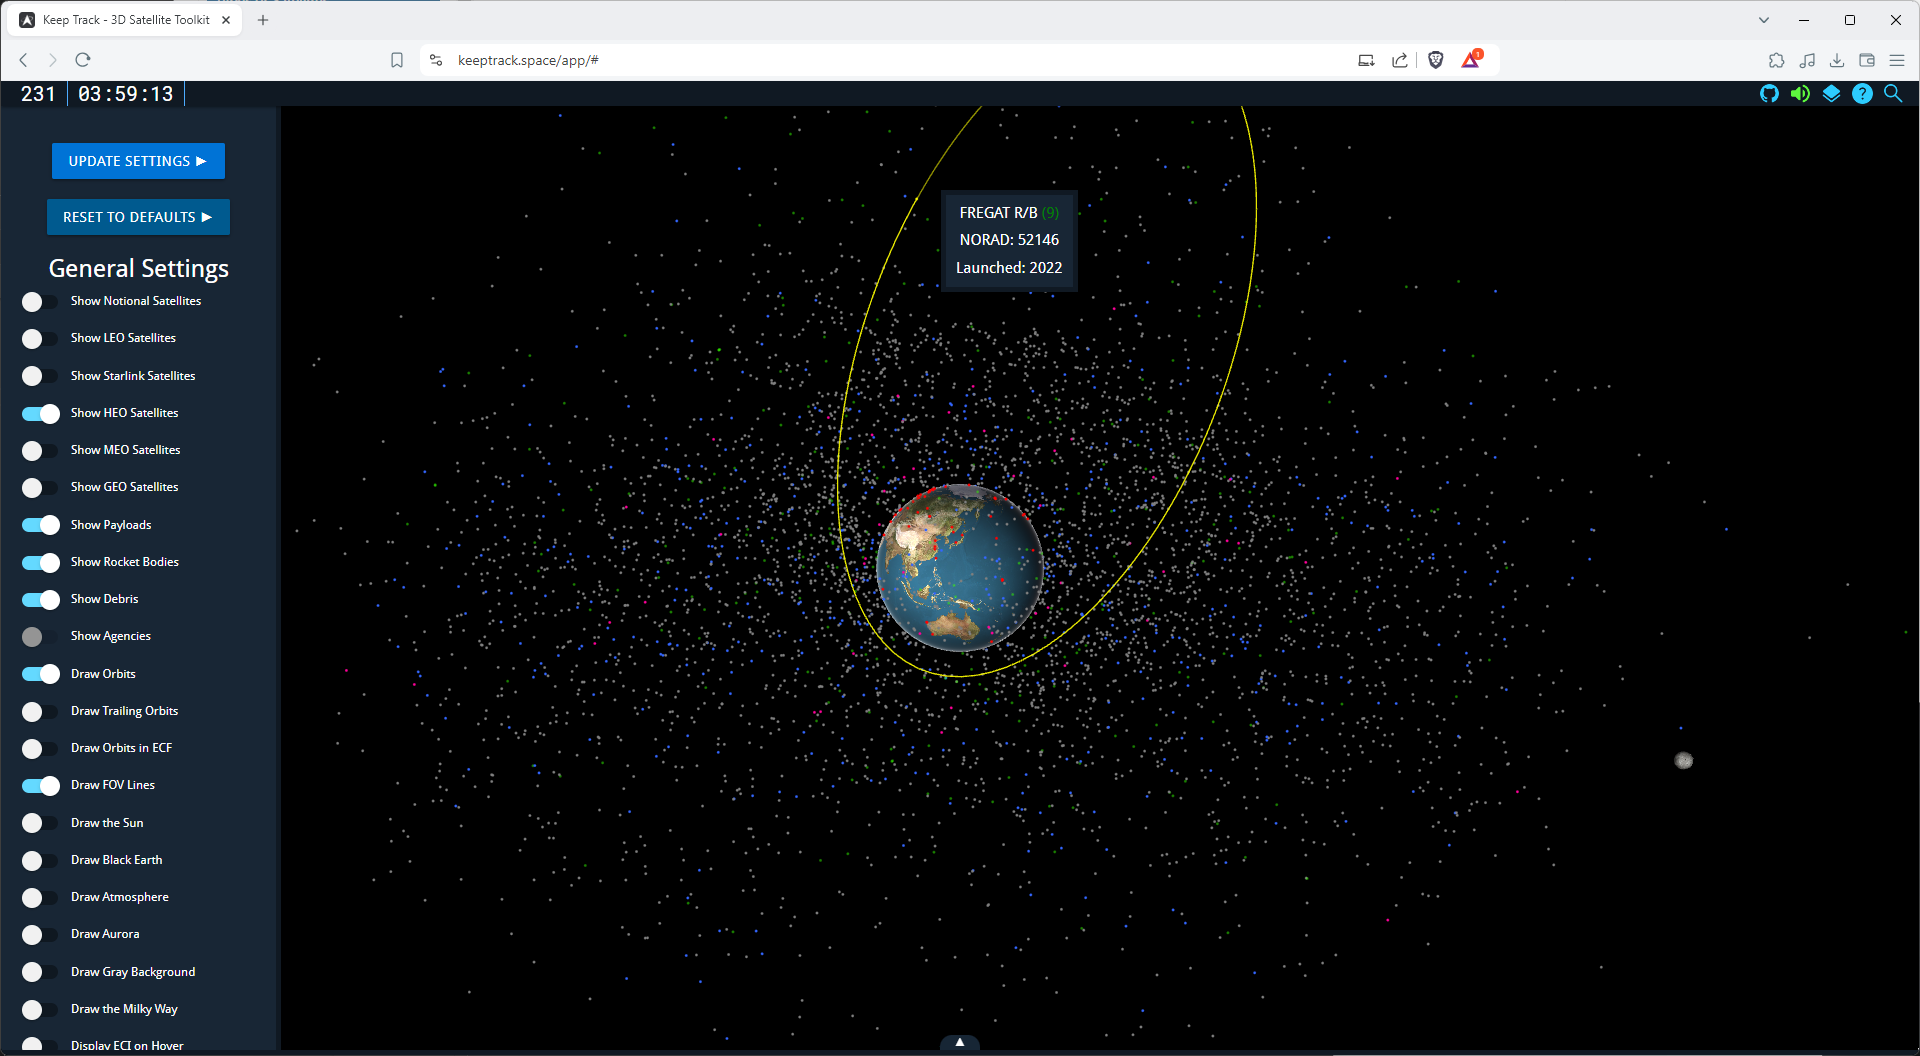 Keep Track - 3D Satellite Toolkit
keeptrack.space/app/#
1
231 03:59:13
UPDATE SETTINGS ▶
RESET TO DEFAULTS ▶
General Settings
Show Notional Satellites
Show LEO Satellites
Show Starlink Satellites
Show HEO Satellites
Show MEO Satellites
Show GEO Satellites
Show Payloads
Show Rocket Bodies
Show Debris
Show Agencies
Draw Orbits
Draw Trailing Orbits
Draw Orbits in ECF
Draw FOV Lines
Draw the Sun
Draw Black Earth
Draw Atmosphere
Draw Aurora
Draw Gray Background
Draw the Milky Way
Display ECI on Hover
FREGAT R/B (9)
NORAD: 52146
Launched: 2022